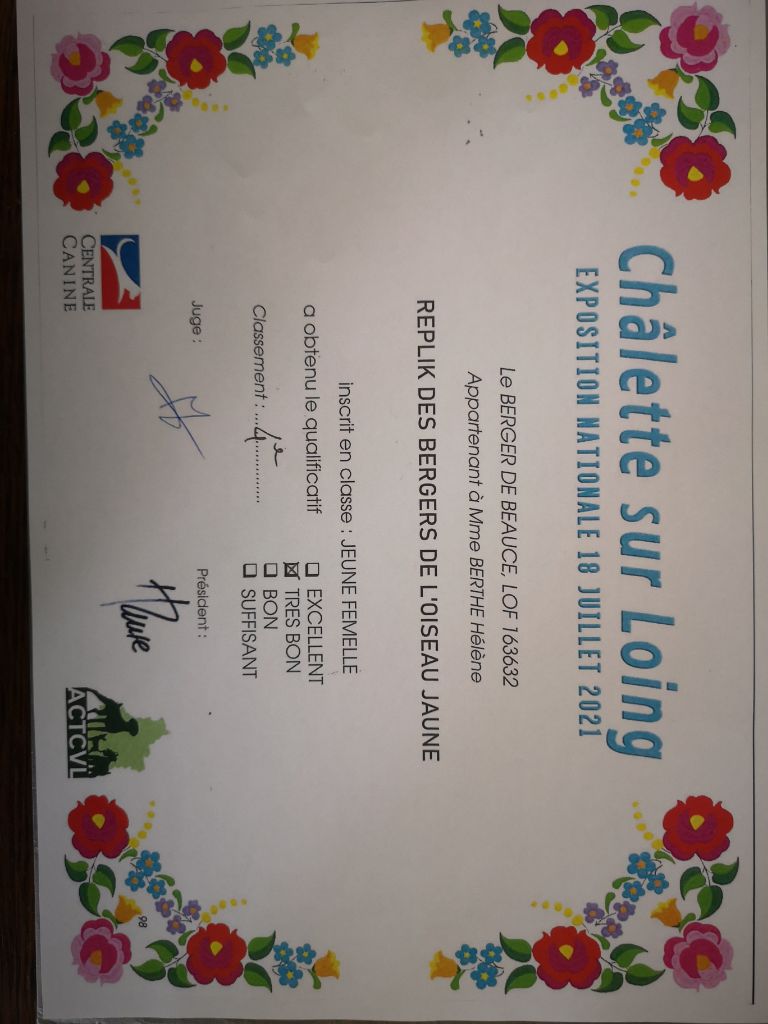 Châlette sur Loing
EXPOSITION NATIONALE 18 JUILLET 2021
Le BERGER DE BEAUCE, LOF 163632
Appartenant à Mme BERTHE Hélène
REPLIK DES BERGERS DE L'OISEAU JAUNE
inscrit en classe : JEUNE FEMELLE
a obtenu le qualificatif ☐ EXCELLENT
☒ TRES BON
☐ BON
Classement : ...4e.............. ☐ SUFFISANT
Juge :
Président :
CENTRALE
CANINE
ACTCVL
98